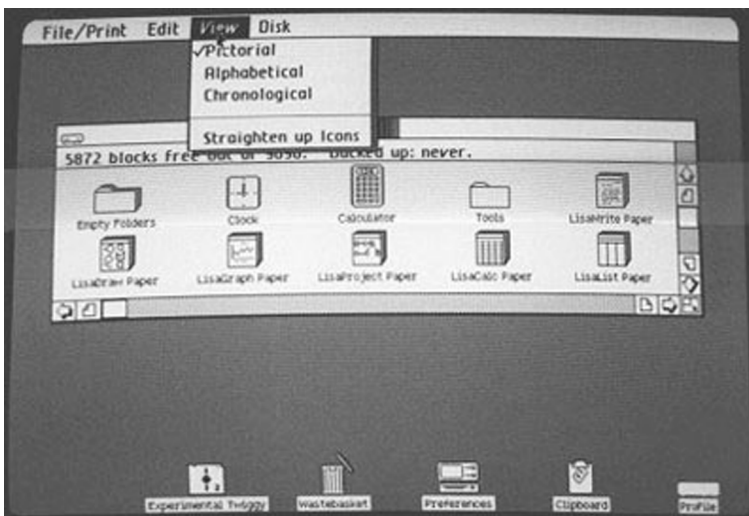 File/Print Edit View Disk
Pictorial
Alphabetical
Chronological
Straighten up Icons
5872 blocks free out of Backed up: never.
Empty Folders Clock Calculator Tools LisaWrite Paper
LisaDraw Paper LisaGraph Paper LisaProject Paper LisaCalc Paper LisaList Paper
Experimental Twiggy Wastebasket Preferences Clipboard ProFile